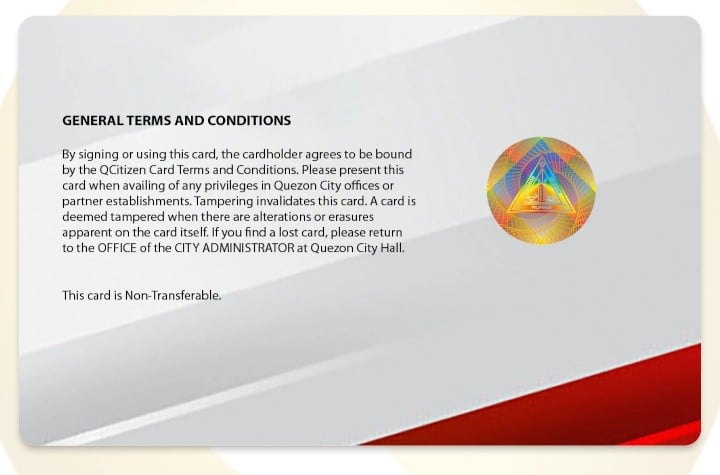 GENERAL TERMS AND CONDITIONS
By signing or using this card, the cardholder agrees to be bound
by the QCitizen Card Terms and Conditions. Please present this
card when availing of any privileges in Quezon City offices or
partner establishments. Tampering invalidates this card. A card is
deemed tampered when there are alterations or erasures
apparent on the card itself. If you find a lost card, please return
to the OFFICE of the CITY ADMINISTRATOR at Quezon City Hall.
This card is Non-Transferable.